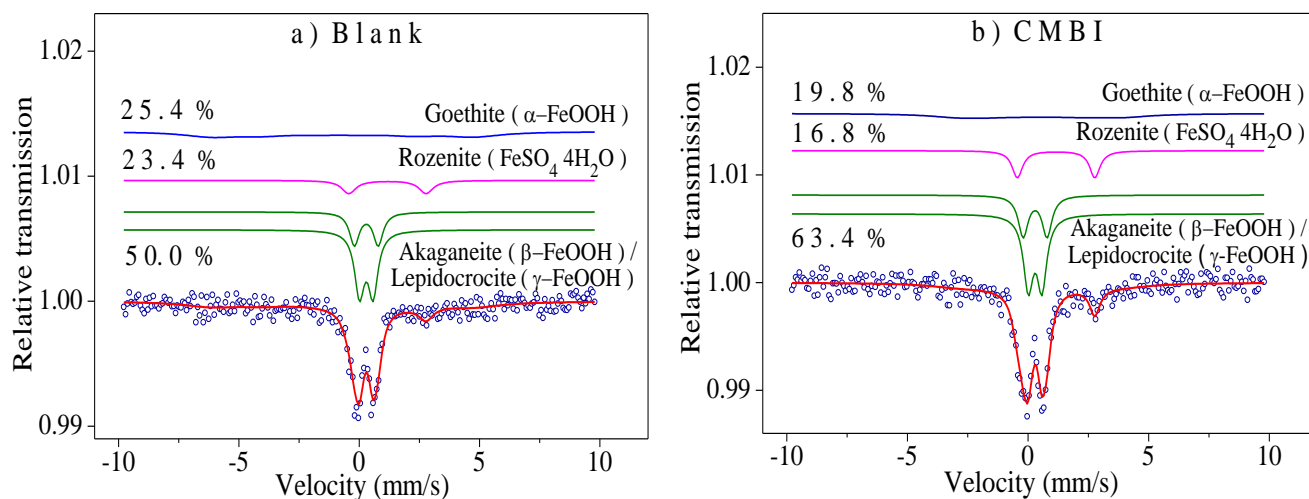 a) Blank
1.02
25.4 %
Goethite (α−FeOOH)
1.01
23.4 %
Rozenite (FeSO4 4H2O)
50.0 %
Akaganeite (β−FeOOH) /
Lepidocrocite (γ−FeOOH)
1.00
0.99
Relative transmission
-10
-5
0
5
10
Velocity (mm/s)
b) CMBI
1.02
19.8 %
Goethite (α−FeOOH)
1.01
16.8 %
Rozenite (FeSO4 4H2O)
63.4 %
Akaganeite (β−FeOOH) /
Lepidocrocite (γ-FeOOH)
1.00
0.99
Relative transmission
-10
-5
0
5
10
Velocity (mm/s)